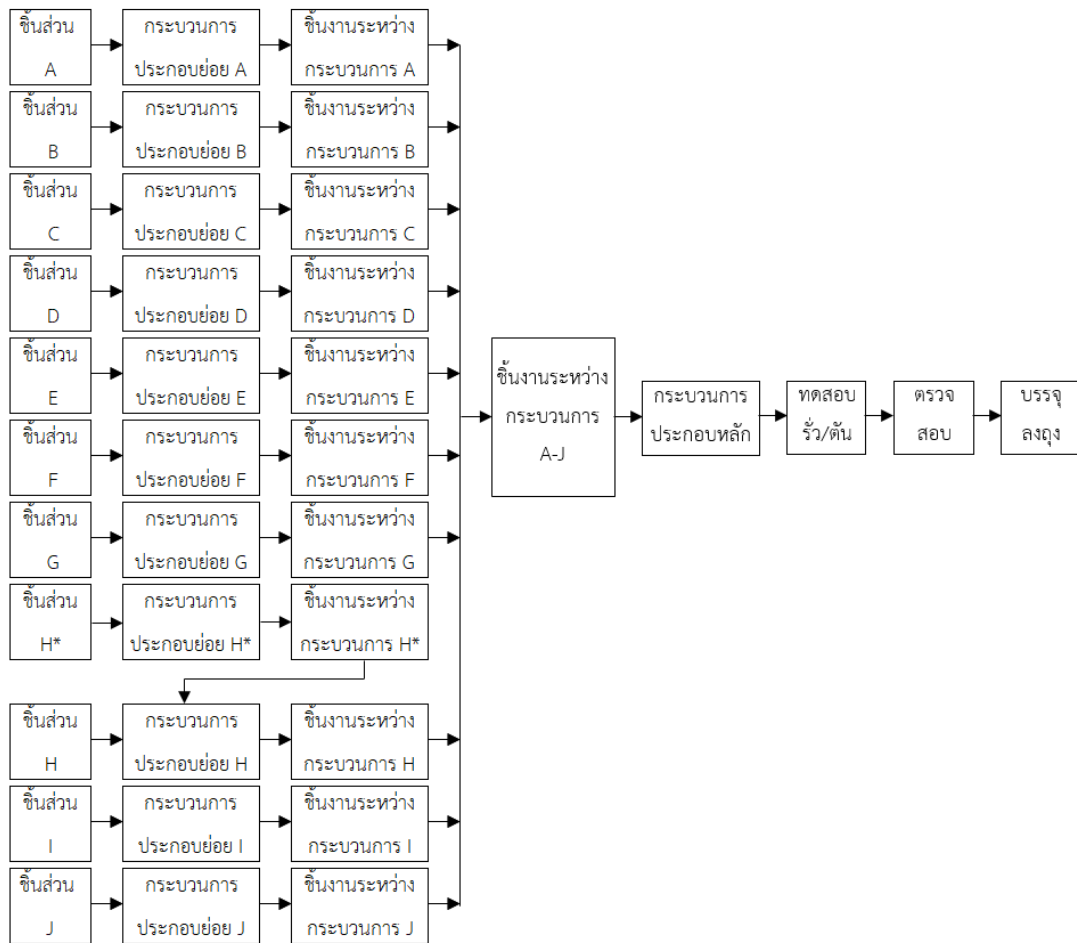 ชิ้นส่วน
A
กระบวนการ
ประกอบย่อย A
ชิ้นงานระหว่าง
กระบวนการ A
ชิ้นส่วน
B
กระบวนการ
ประกอบย่อย B
ชิ้นงานระหว่าง
กระบวนการ B
ชิ้นส่วน
C
กระบวนการ
ประกอบย่อย C
ชิ้นงานระหว่าง
กระบวนการ C
ชิ้นส่วน
D
กระบวนการ
ประกอบย่อย D
ชิ้นงานระหว่าง
กระบวนการ D
ชิ้นส่วน
E
กระบวนการ
ประกอบย่อย E
ชิ้นงานระหว่าง
กระบวนการ E
ชิ้นส่วน
F
กระบวนการ
ประกอบย่อย F
ชิ้นงานระหว่าง
กระบวนการ F
ชิ้นส่วน
G
กระบวนการ
ประกอบย่อย G
ชิ้นงานระหว่าง
กระบวนการ G
ชิ้นส่วน
H*
กระบวนการ
ประกอบย่อย H*
ชิ้นงานระหว่าง
กระบวนการ H*
ชิ้นส่วน
H
กระบวนการ
ประกอบย่อย H
ชิ้นงานระหว่าง
กระบวนการ H
ชิ้นส่วน
I
กระบวนการ
ประกอบย่อย I
ชิ้นงานระหว่าง
กระบวนการ I
ชิ้นส่วน
J
กระบวนการ
ประกอบย่อย J
ชิ้นงานระหว่าง
กระบวนการ J
ชิ้นงานระหว่าง
กระบวนการ
A-J
กระบวนการ
ประกอบหลัก
ทดสอบ
รั่ว/ตัน
ตรวจ
สอบ
บรรจุ
ลงถุง